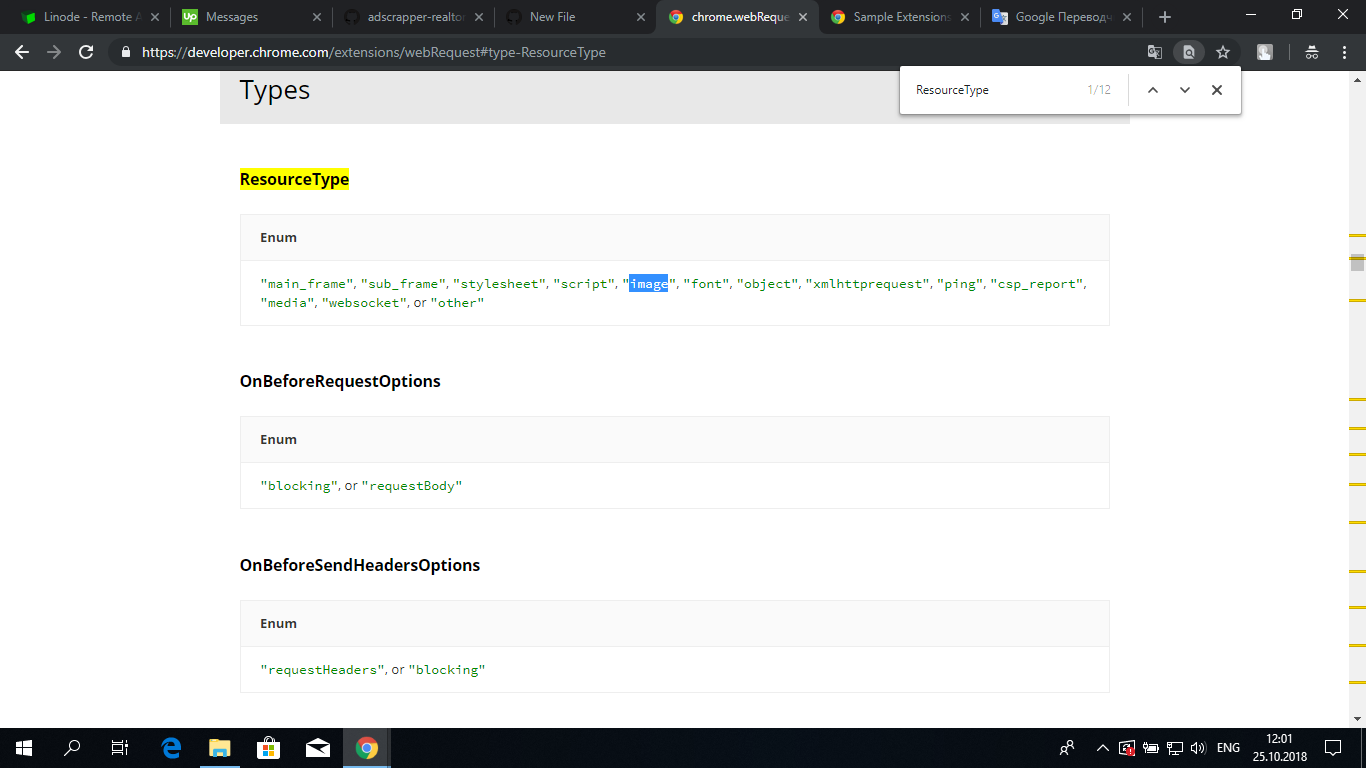 Linode - Remote A
Messages
adscrapper-realtor
New File
chrome.webReque
Sample Extensions
Google Переводч
https://developer.chrome.com/extensions/webRequest#type-ResourceType
ResourceType
1/12
Types
ResourceType
Enum
"main_frame", "sub_frame", "stylesheet", "script", "image", "font", "object", "xmlhttprequest", "ping", "csp_report",
"media", "websocket", or "other"
OnBeforeRequestOptions
Enum
"blocking", or "requestBody"
OnBeforeSendHeadersOptions
Enum
"requestHeaders", or "blocking"
ENG
12:01
25.10.2018